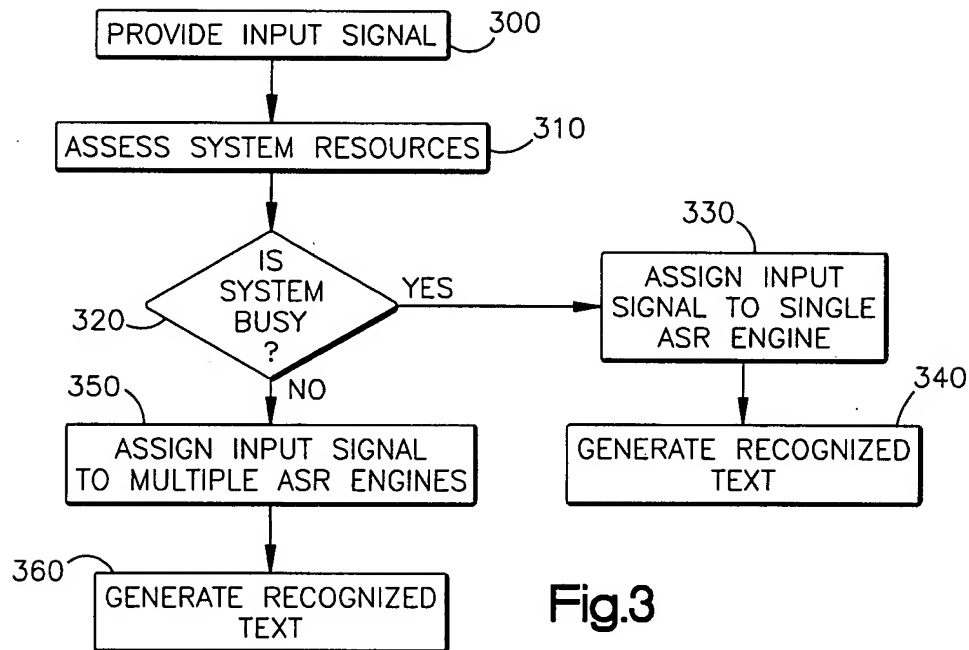 PROVIDE INPUT SIGNAL
300
ASSESS SYSTEM RESOURCES
310
IS
SYSTEM
BUSY
?
320
YES
NO
330
ASSIGN INPUT
SIGNAL TO SINGLE
ASR ENGINE
340
GENERATE RECOGNIZED
TEXT
350
ASSIGN INPUT SIGNAL
TO MULTIPLE ASR ENGINES
360
GENERATE RECOGNIZED
TEXT
Fig.3